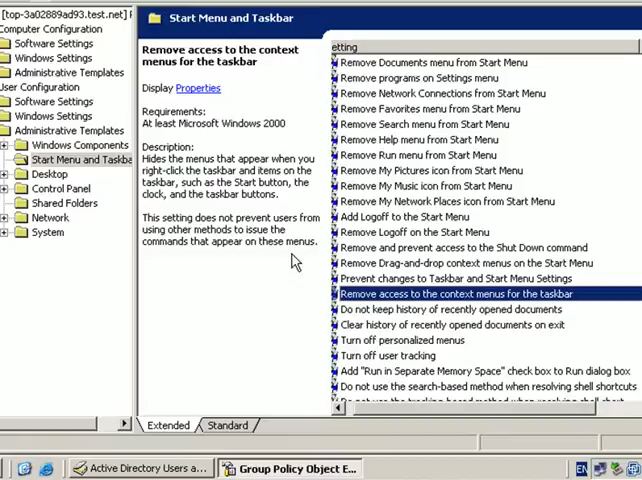 [top-3a02889ad93.test.net]
Computer Configuration
Software Settings
Windows Settings
Administrative Templates
User Configuration
Software Settings
Windows Settings
Administrative Templates
Windows Components
Start Menu and Taskba
Desktop
Control Panel
Shared Folders
Network
System
Start Menu and Taskbar
Remove access to the context
menus for the taskbar
Display Properties
Requirements:
At least Microsoft Windows 2000
Description:
Hides the menus that appear when you
right-click the taskbar and items on the
taskbar, such as the Start button, the
clock, and the taskbar buttons.
This setting does not prevent users from
using other methods to issue the
commands that appear on these menus.
etting
Remove Documents menu from Start Menu
Remove programs on Settings menu
Remove Network Connections from Start Menu
Remove Favorites menu from Start Menu
Remove Search menu from Start Menu
Remove Help menu from Start Menu
Remove Run menu from Start Menu
Remove My Pictures icon from Start Menu
Remove My Music icon from Start Menu
Remove My Network Places icon from Start Menu
Add Logoff to the Start Menu
Remove Logoff on the Start Menu
Remove and prevent access to the Shut Down command
Remove Drag-and-drop context menus on the Start Menu
Prevent changes to Taskbar and Start Menu Settings
Remove access to the context menus for the taskbar
Do not keep history of recently opened documents
Clear history of recently opened documents on exit
Turn off personalized menus
Turn off user tracking
Add "Run in Separate Memory Space" check box to Run dialog box
Do not use the search-based method when resolving shell shortcuts
Do not use the tracking-based method when resolving shell short
Extended
Standard
Active Directory Users a...
Group Policy Object E...
EN